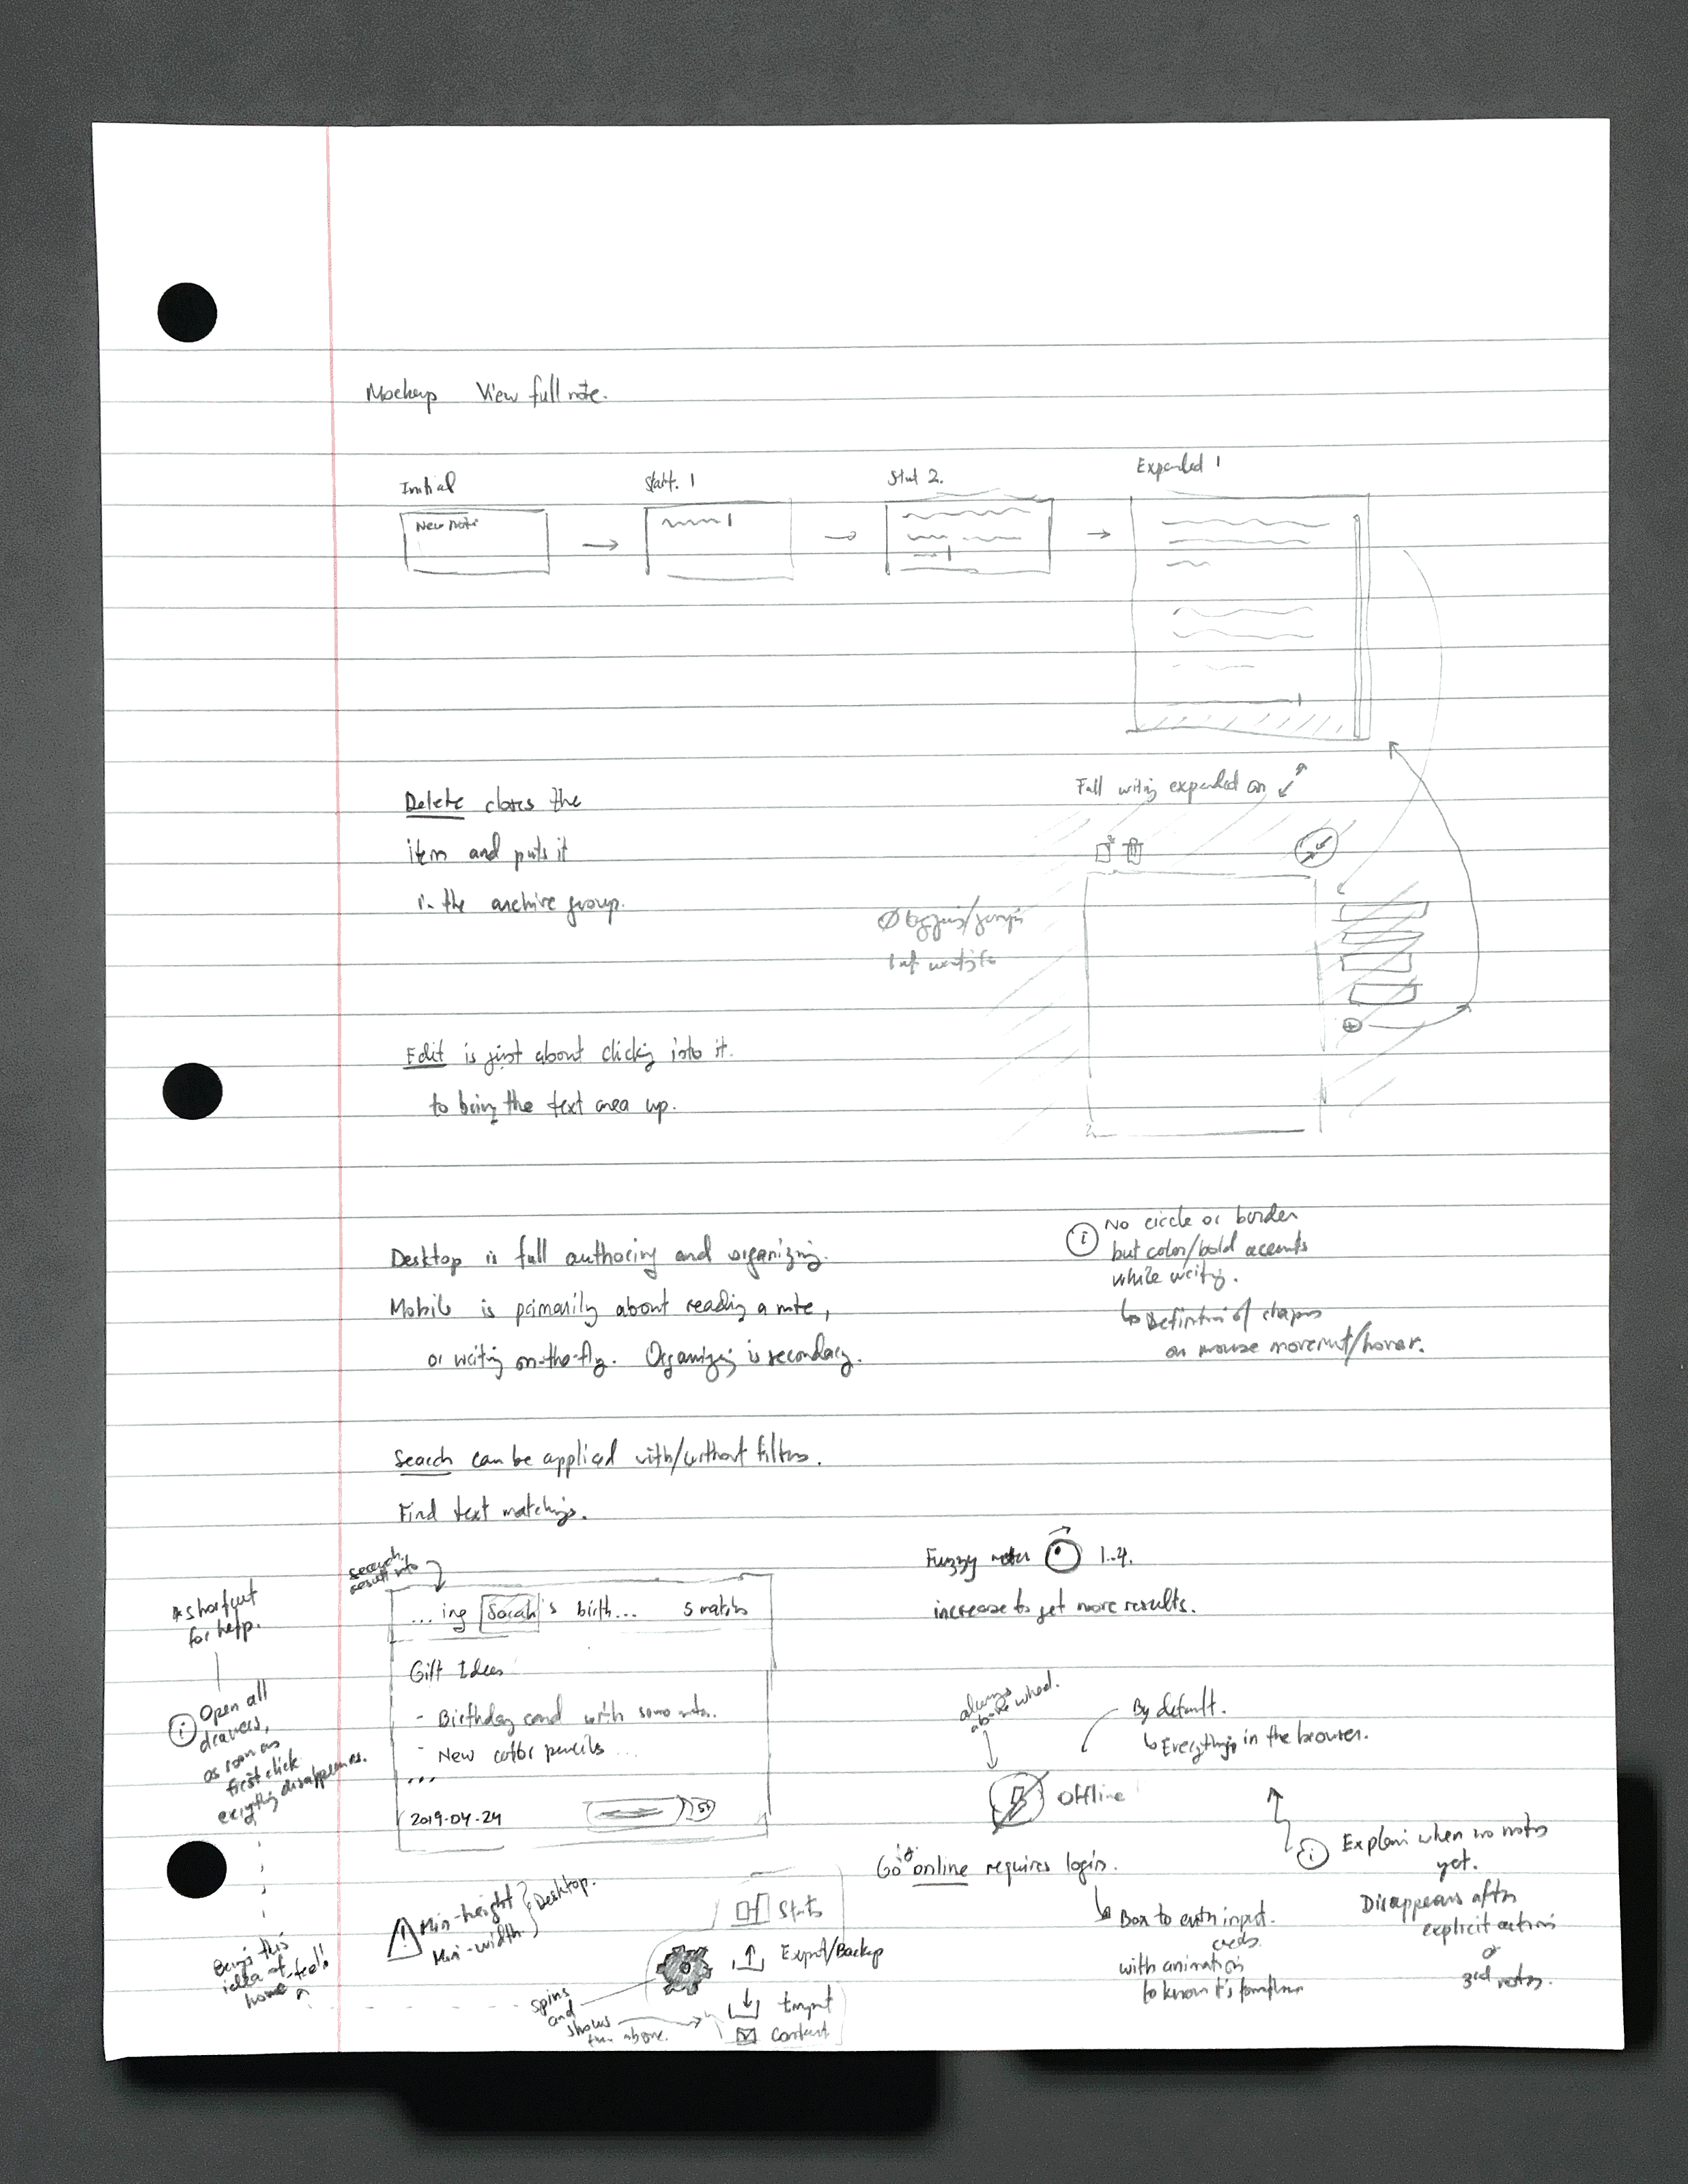 Mockup View full note.
Initial
Start. 1
Start 2.
Expanded 1
New note
Full writing expanded on
Delete closes the
item and puts it
in the archive group.
Edit is just about clicking into it.
to bring the text area up.
No circle or border
but color/bold accents
while writing.
Definition of shapes
on mouse movement/hover.
Desktop is full authoring and organizing.
Mobile is primarily about reading a note,
or writing on-the-fly. Organizing is secondary.
Search can be applied with/without filters.
Find text matchings.
search
result into
Fuzzy meter 1..4.
increase to get more results.
* shortcut
for help.
... ing Sarah's birth... 5 matches
Gift Ideas
- Birthday card with some notes.
- New color pencils ...
...
2019-04-24
i Open all
drawers,
as soon as
first click
everything disappears.
Bring this
idea of
home-feel!
always
above wheel.
By default.
Everything in the browser.
Offline
Go online requires login.
Box to enter input.
creds
with animation
to know it's
i Explain when no notes
yet.
Disappears after
explicit action
or
3rd notes.
Min-height
Min-width
Desktop.
Stats
Export/Backup
Import
Contact
spins
and
shows
the above.